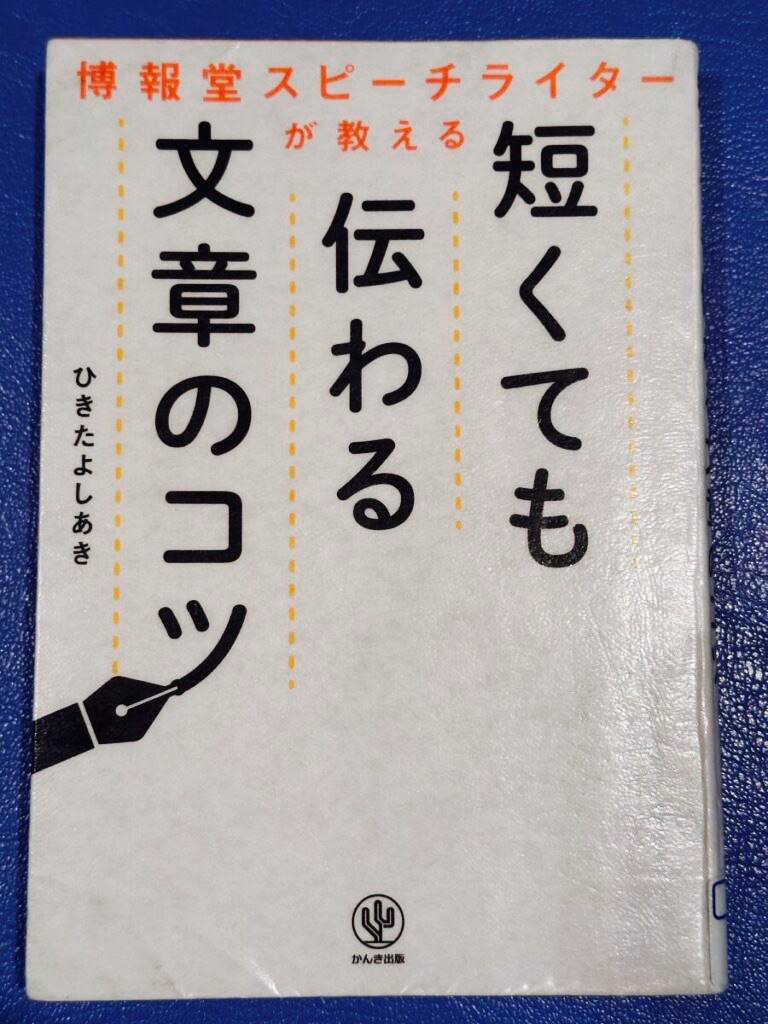 博報堂スピーチライター
が教える
短くても
伝わる
文章のコツ
ひきたよしあき
かんき出版